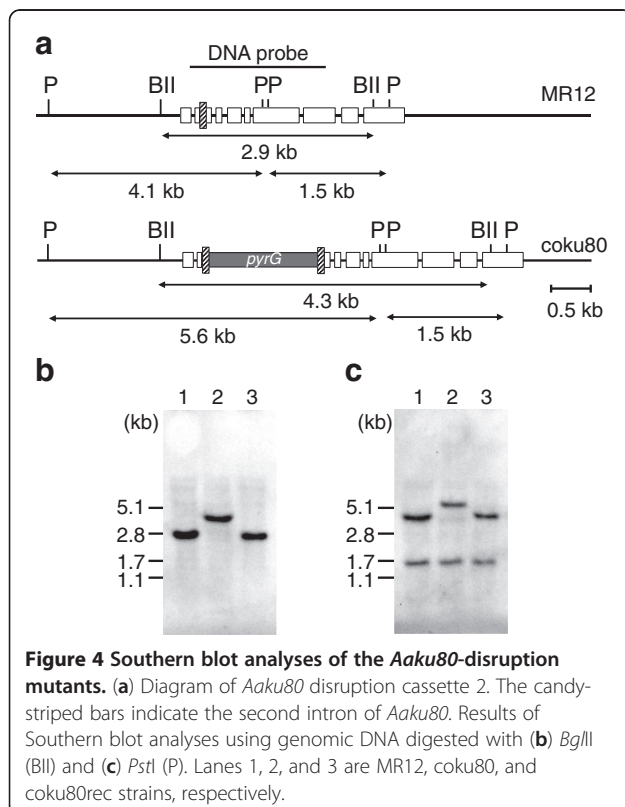 a
DNA probe
P BII PP BII P MR12
2.9 kb
4.1 kb 1.5 kb
P BII PP BII P coku80
pyrG
4.3 kb
0.5 kb
5.6 kb 1.5 kb
b c
1 2 3 1 2 3
(kb) (kb)
5.1 5.1
2.8 2.8
1.7 1.7
1.1 1.1
Figure 4 Southern blot analyses of the Aaku80-disruption
mutants. (a) Diagram of Aaku80 disruption cassette 2. The candy-
striped bars indicate the second intron of Aaku80. Results of
Southern blot analyses using genomic DNA digested with (b) BglII
(BII) and (c) PstI (P). Lanes 1, 2, and 3 are MR12, coku80, and
coku80rec strains, respectively.